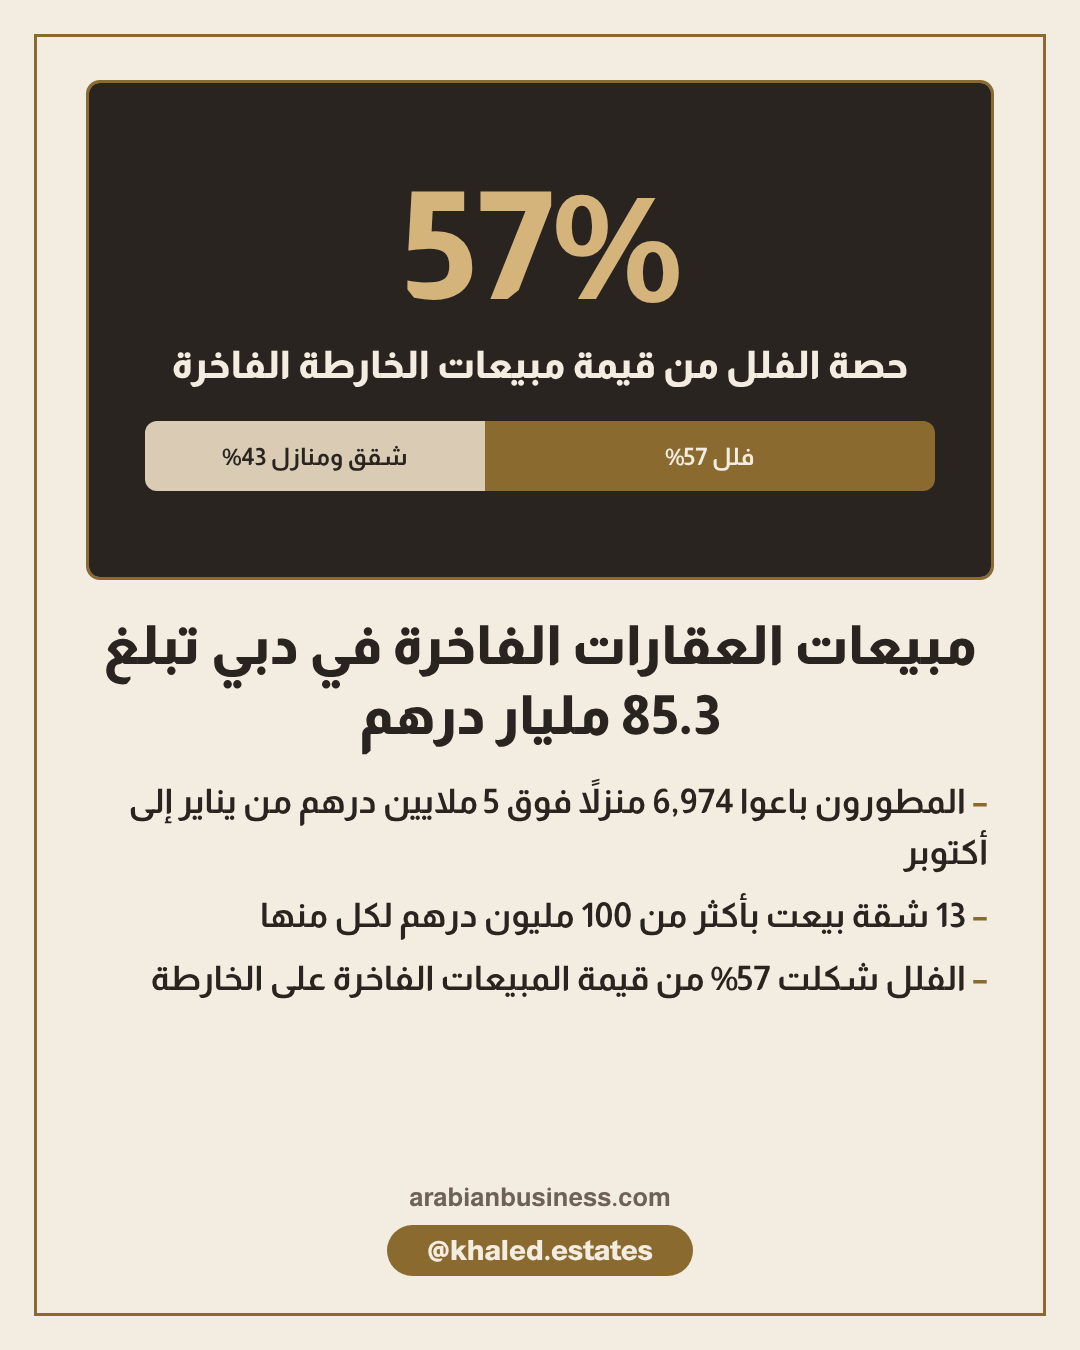 57%
حصة الفلل من قيمة مبيعات الخارطة الفاخرة
فلل 57%
شقق ومنازل 43%
مبيعات العقارات الفاخرة في دبي تبلغ
85.3 مليار درهم
– المطورون باعوا 6,974 منزلًا فوق 5 ملايين درهم من يناير إلى
أكتوبر
– 13 شقة بيعت بأكثر من 100 مليون درهم لكل منها
– الفلل شكلت 57% من قيمة المبيعات الفاخرة على الخارطة
arabianbusiness.com
@khaled.estates